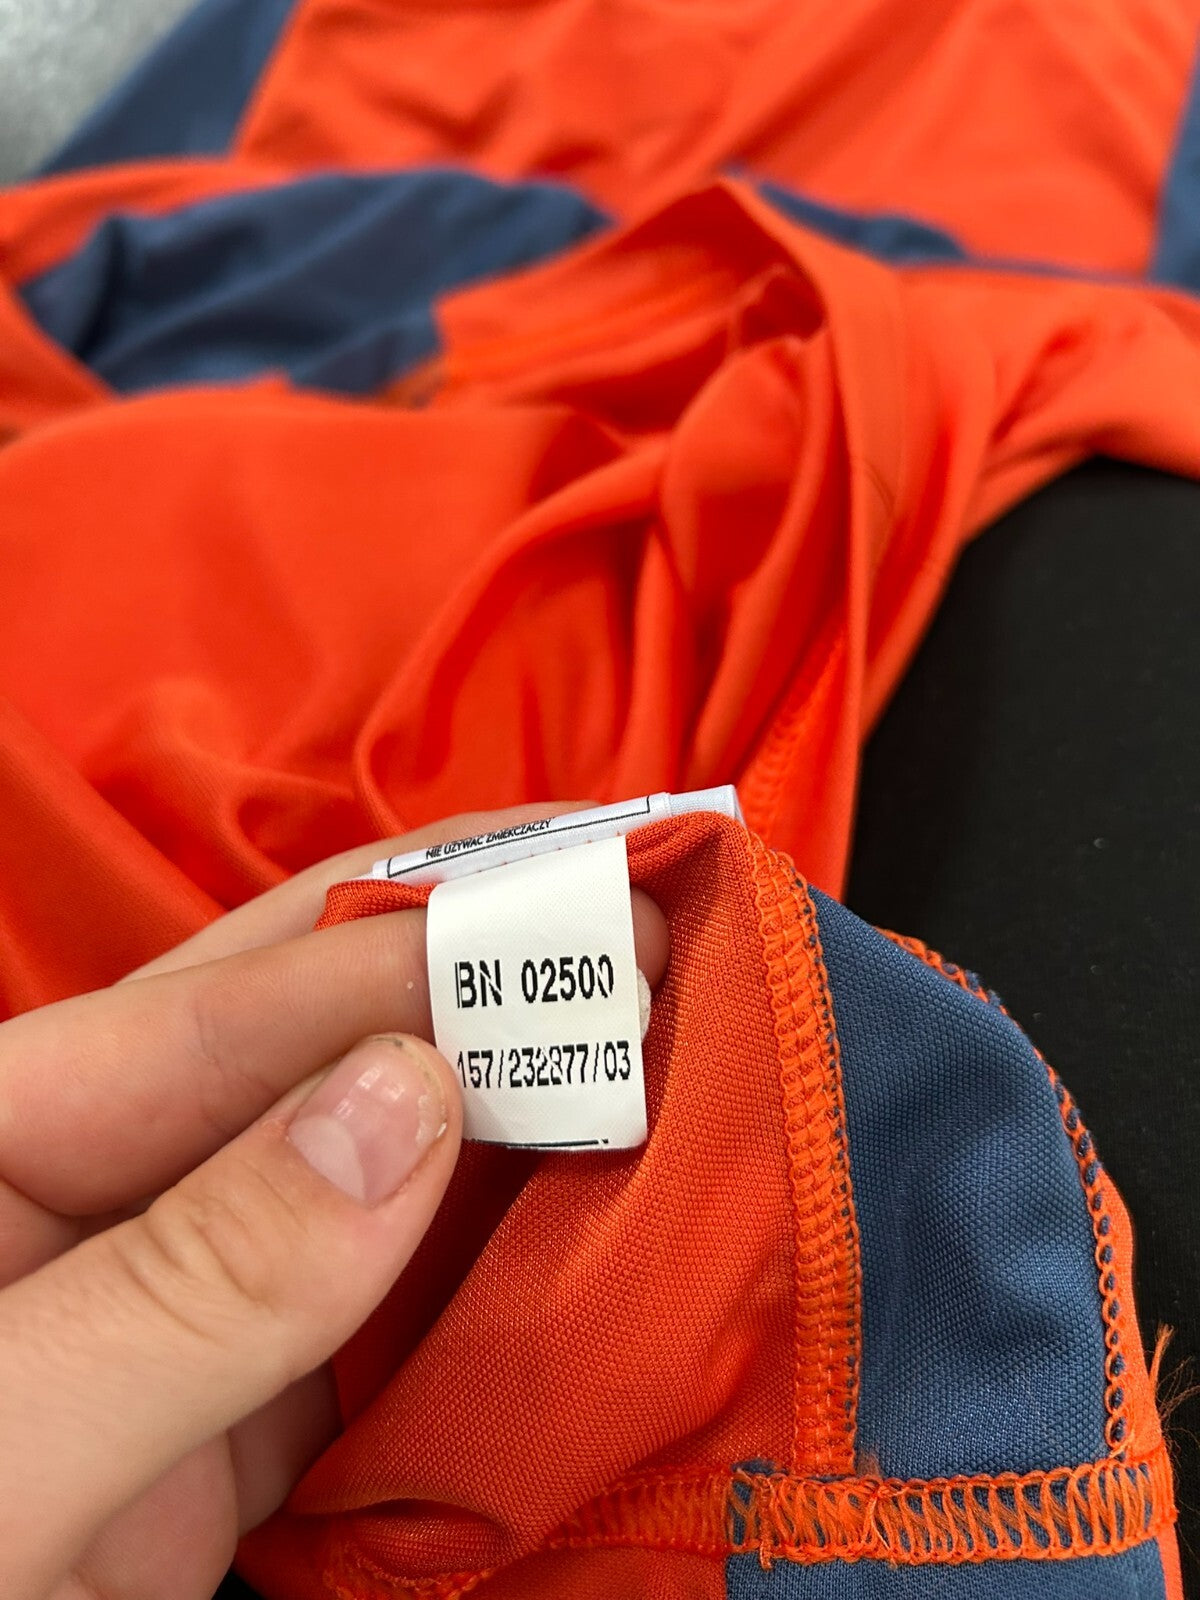 NIE UŻYWAĆ ZMIĘKCZACZY
BN 02500
157/232877/03